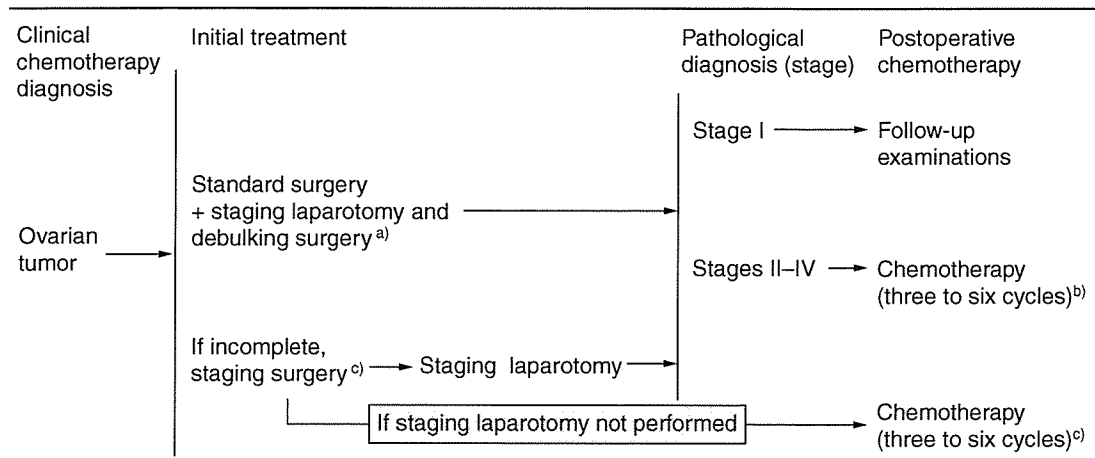 Clinical
chemotherapy
diagnosis
Initial treatment
Pathological
diagnosis (stage)
Postoperative
chemotherapy
Stage I
Follow-up
examinations
Standard surgery
+ staging laparotomy and
debulking surgery a)
Ovarian
tumor
Stages II–IV
Chemotherapy
(three to six cycles)b)
If incomplete,
staging surgery c)
Staging laparotomy
If staging laparotomy not performed
Chemotherapy
(three to six cycles)c)